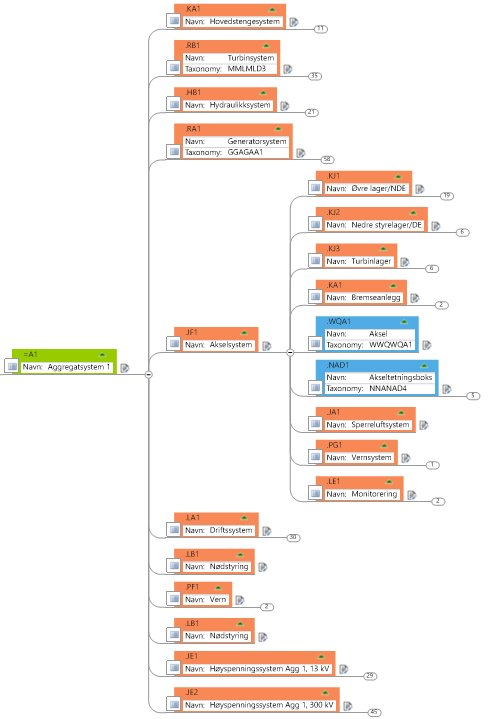 .KA1
Navn: Hovedstengesystem
11
.RB1
Navn: Turbinsystem
Taxonomy: MMLMLD3
35
.HB1
Navn: Hydraulikksystem
21
.RA1
Navn: Generatorsystem
Taxonomy: GGAGAA1
58
=A1
Navn: Aggregatsystem 1
.JF1
Navn: Akselsystem
.KJ1
Navn: Øvre lager/NDE
19
.KJ2
Navn: Nedre styrelager/DE
6
.KJ3
Navn: Turbinlager
6
.KA1
Navn: Bremseanlegg
2
.WQA1
Navn: Aksel
Taxonomy: WWQWQA1
.NAD1
Navn: Akseltetningsboks
Taxonomy: NNANAD4
5
.JA1
Navn: Sperreluftsystem
.PG1
Navn: Vernsystem
1
.LE1
Navn: Monitorering
2
.LA1
Navn: Driftssystem
30
.LB1
Navn: Nødstyring
.PF1
Navn: Vern
2
.LB1
Navn: Nødstyring
.JE1
Navn: Høyspenningssystem Agg 1, 13 kV
29
.JE2
Navn: Høyspenningssystem Agg 1, 300 kV
45